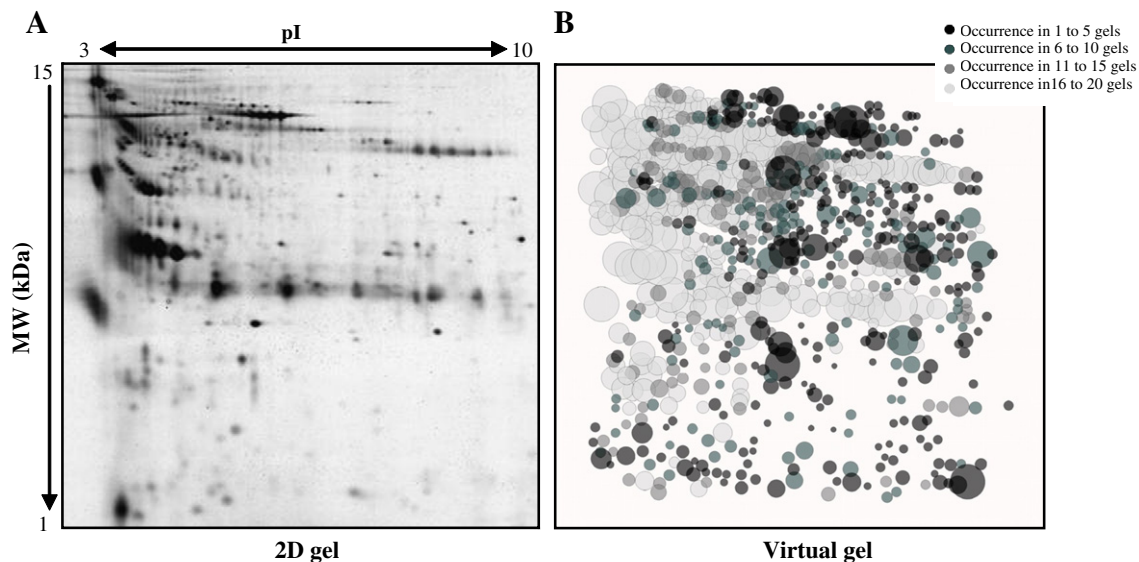 A
B
pI
3
10
15
MW (kDa)
1
2D gel
Occurrence in 1 to 5 gels
Occurrence in 6 to 10 gels
Occurrence in 11 to 15 gels
Occurrence in16 to 20 gels
Virtual gel